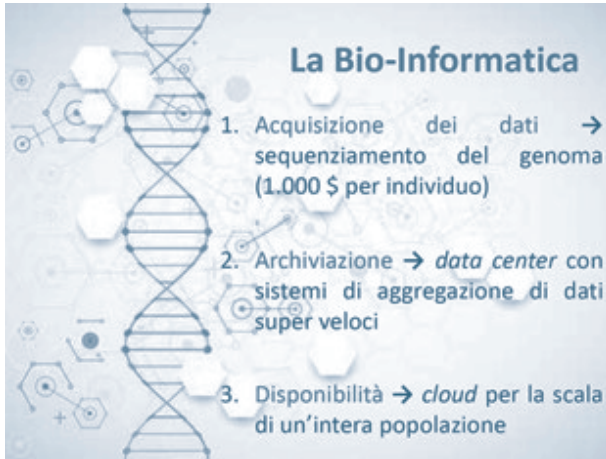 La Bio-Informatica
1. Acquisizione dei dati →
sequenziamento del genoma
(1.000 $ per individuo)
2. Archiviazione → data center con
sistemi di aggregazione di dati
super veloci
3. Disponibilità → cloud per la scala
di un'intera popolazione